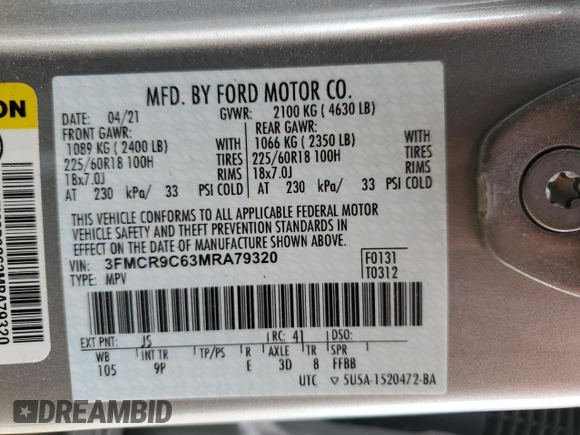 MFD. BY FORD MOTOR CO.
DATE: 04/21 GVWR: 2100 KG ( 4630 LB)
FRONT GAWR: REAR GAWR:
1089 KG ( 2400 LB) WITH 1066 KG ( 2350 LB) WITH
225/60R18 100H TIRES 225/60R18 100H TIRES
18x7.0J RIMS 18x7.0J RIMS
AT 230 kPa/ 33 PSI COLD AT 230 kPa/ 33 PSI COLD
THIS VEHICLE CONFORMS TO ALL APPLICABLE FEDERAL MOTOR
VEHICLE SAFETY AND THEFT PREVENTION STANDARDS IN
EFFECT ON THE DATE OF MANUFACTURE SHOWN ABOVE.
VIN: 3FMCR9C63MRA79320 F0131
TYPE: MPV T0312
EXT PNT: JS RC: 41 DSO:
WB INT TR TP/PS R AXLE TR SPR
105 9P E 3D 8 FFBB
UTC ▽5U5A-1520472-BA
ON
3FMCR9C63MRA79320
DREAMBID